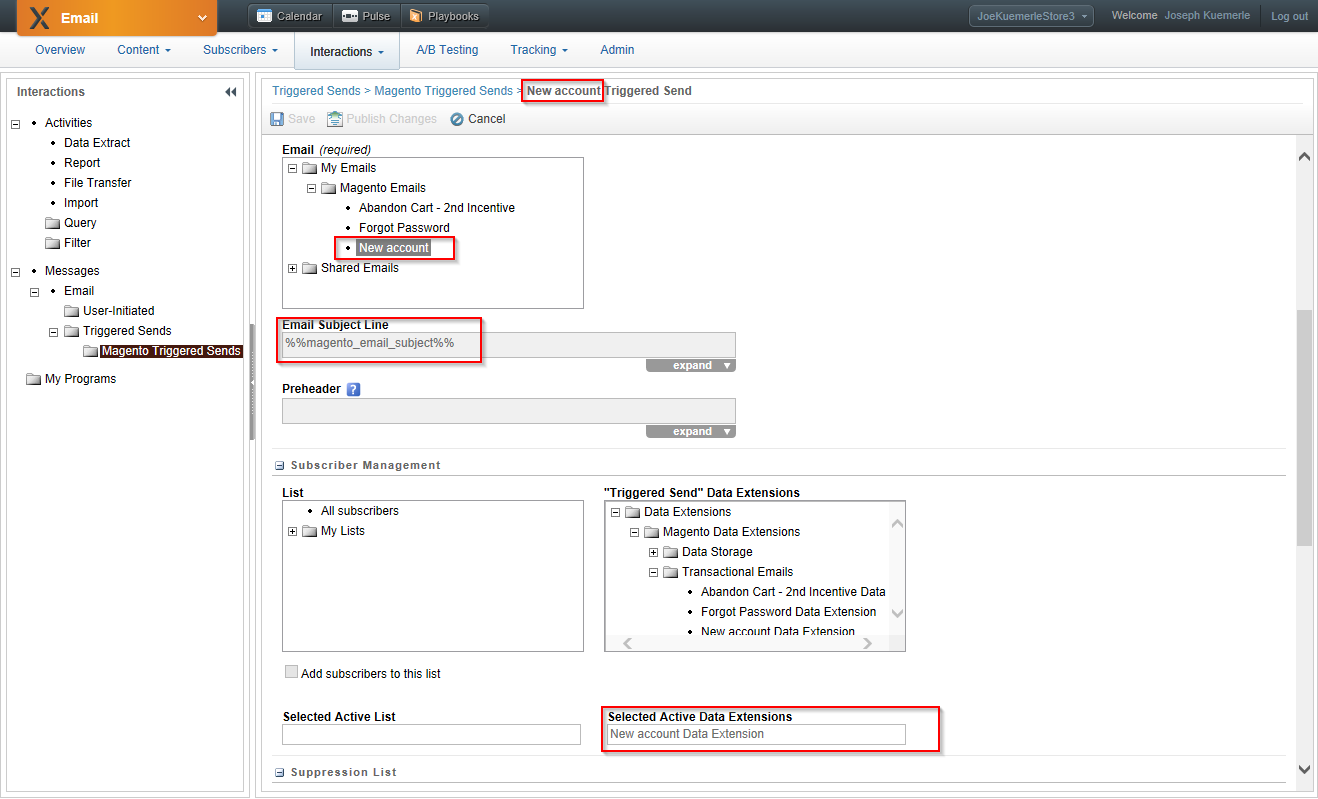 Email
Calendar
Pulse
Playbooks
JoeKuemerleStore3
Welcome Joseph Kuemerle
Log out
Overview
Content
Subscribers
Interactions
A/B Testing
Tracking
Admin
Interactions
Activities
Data Extract
Report
File Transfer
Import
Query
Filter
Messages
Email
User-Initiated
Triggered Sends
Magento Triggered Sends
My Programs
Triggered Sends > Magento Triggered Sends > New account Triggered Send
Save
Publish Changes
Cancel
Email (required)
My Emails
Magento Emails
Abandon Cart - 2nd Incentive
Forgot Password
New account
Shared Emails
Email Subject Line
%%magento_email_subject%%
expand
Preheader ?
expand
Subscriber Management
List
All subscribers
My Lists
"Triggered Send" Data Extensions
Data Extensions
Magento Data Extensions
Data Storage
Transactional Emails
Abandon Cart - 2nd Incentive Data
Forgot Password Data Extension
New account Data Extension
Add subscribers to this list
Selected Active List
Selected Active Data Extensions
New account Data Extension
Suppression List